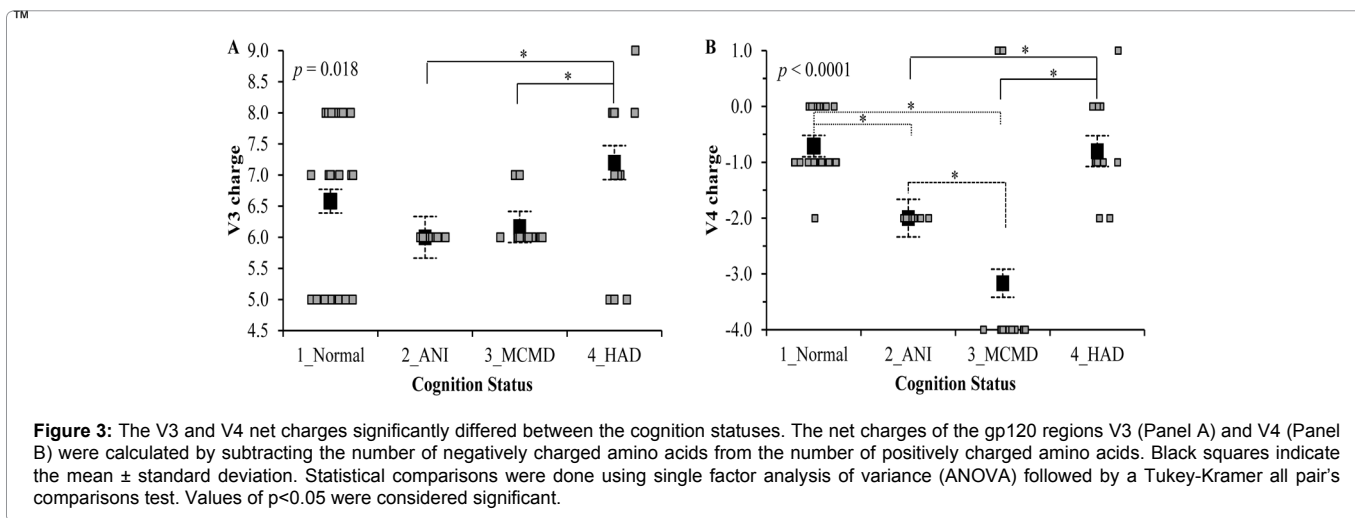 TM
A
9.0
8.5
8.0
7.5
7.0
6.5
6.0
5.5
5.0
4.5
V3 charge
p = 0.018
*
*
1_Normal 2_ANI 3_MCMD 4_HAD
Cognition Status
B
1.0
0.0
-1.0
-2.0
-3.0
-4.0
V4 charge
p < 0.0001
*
*
*
*
*
1_Normal 2_ANI 3_MCMD 4_HAD
Cognition Status
Figure 3: The V3 and V4 net charges significantly differed between the cognition statuses. The net charges of the gp120 regions V3 (Panel A) and V4 (Panel
B) were calculated by subtracting the number of negatively charged amino acids from the number of positively charged amino acids. Black squares indicate
the mean ± standard deviation. Statistical comparisons were done using single factor analysis of variance (ANOVA) followed by a Tukey-Kramer all pair's
comparisons test. Values of p<0.05 were considered significant.